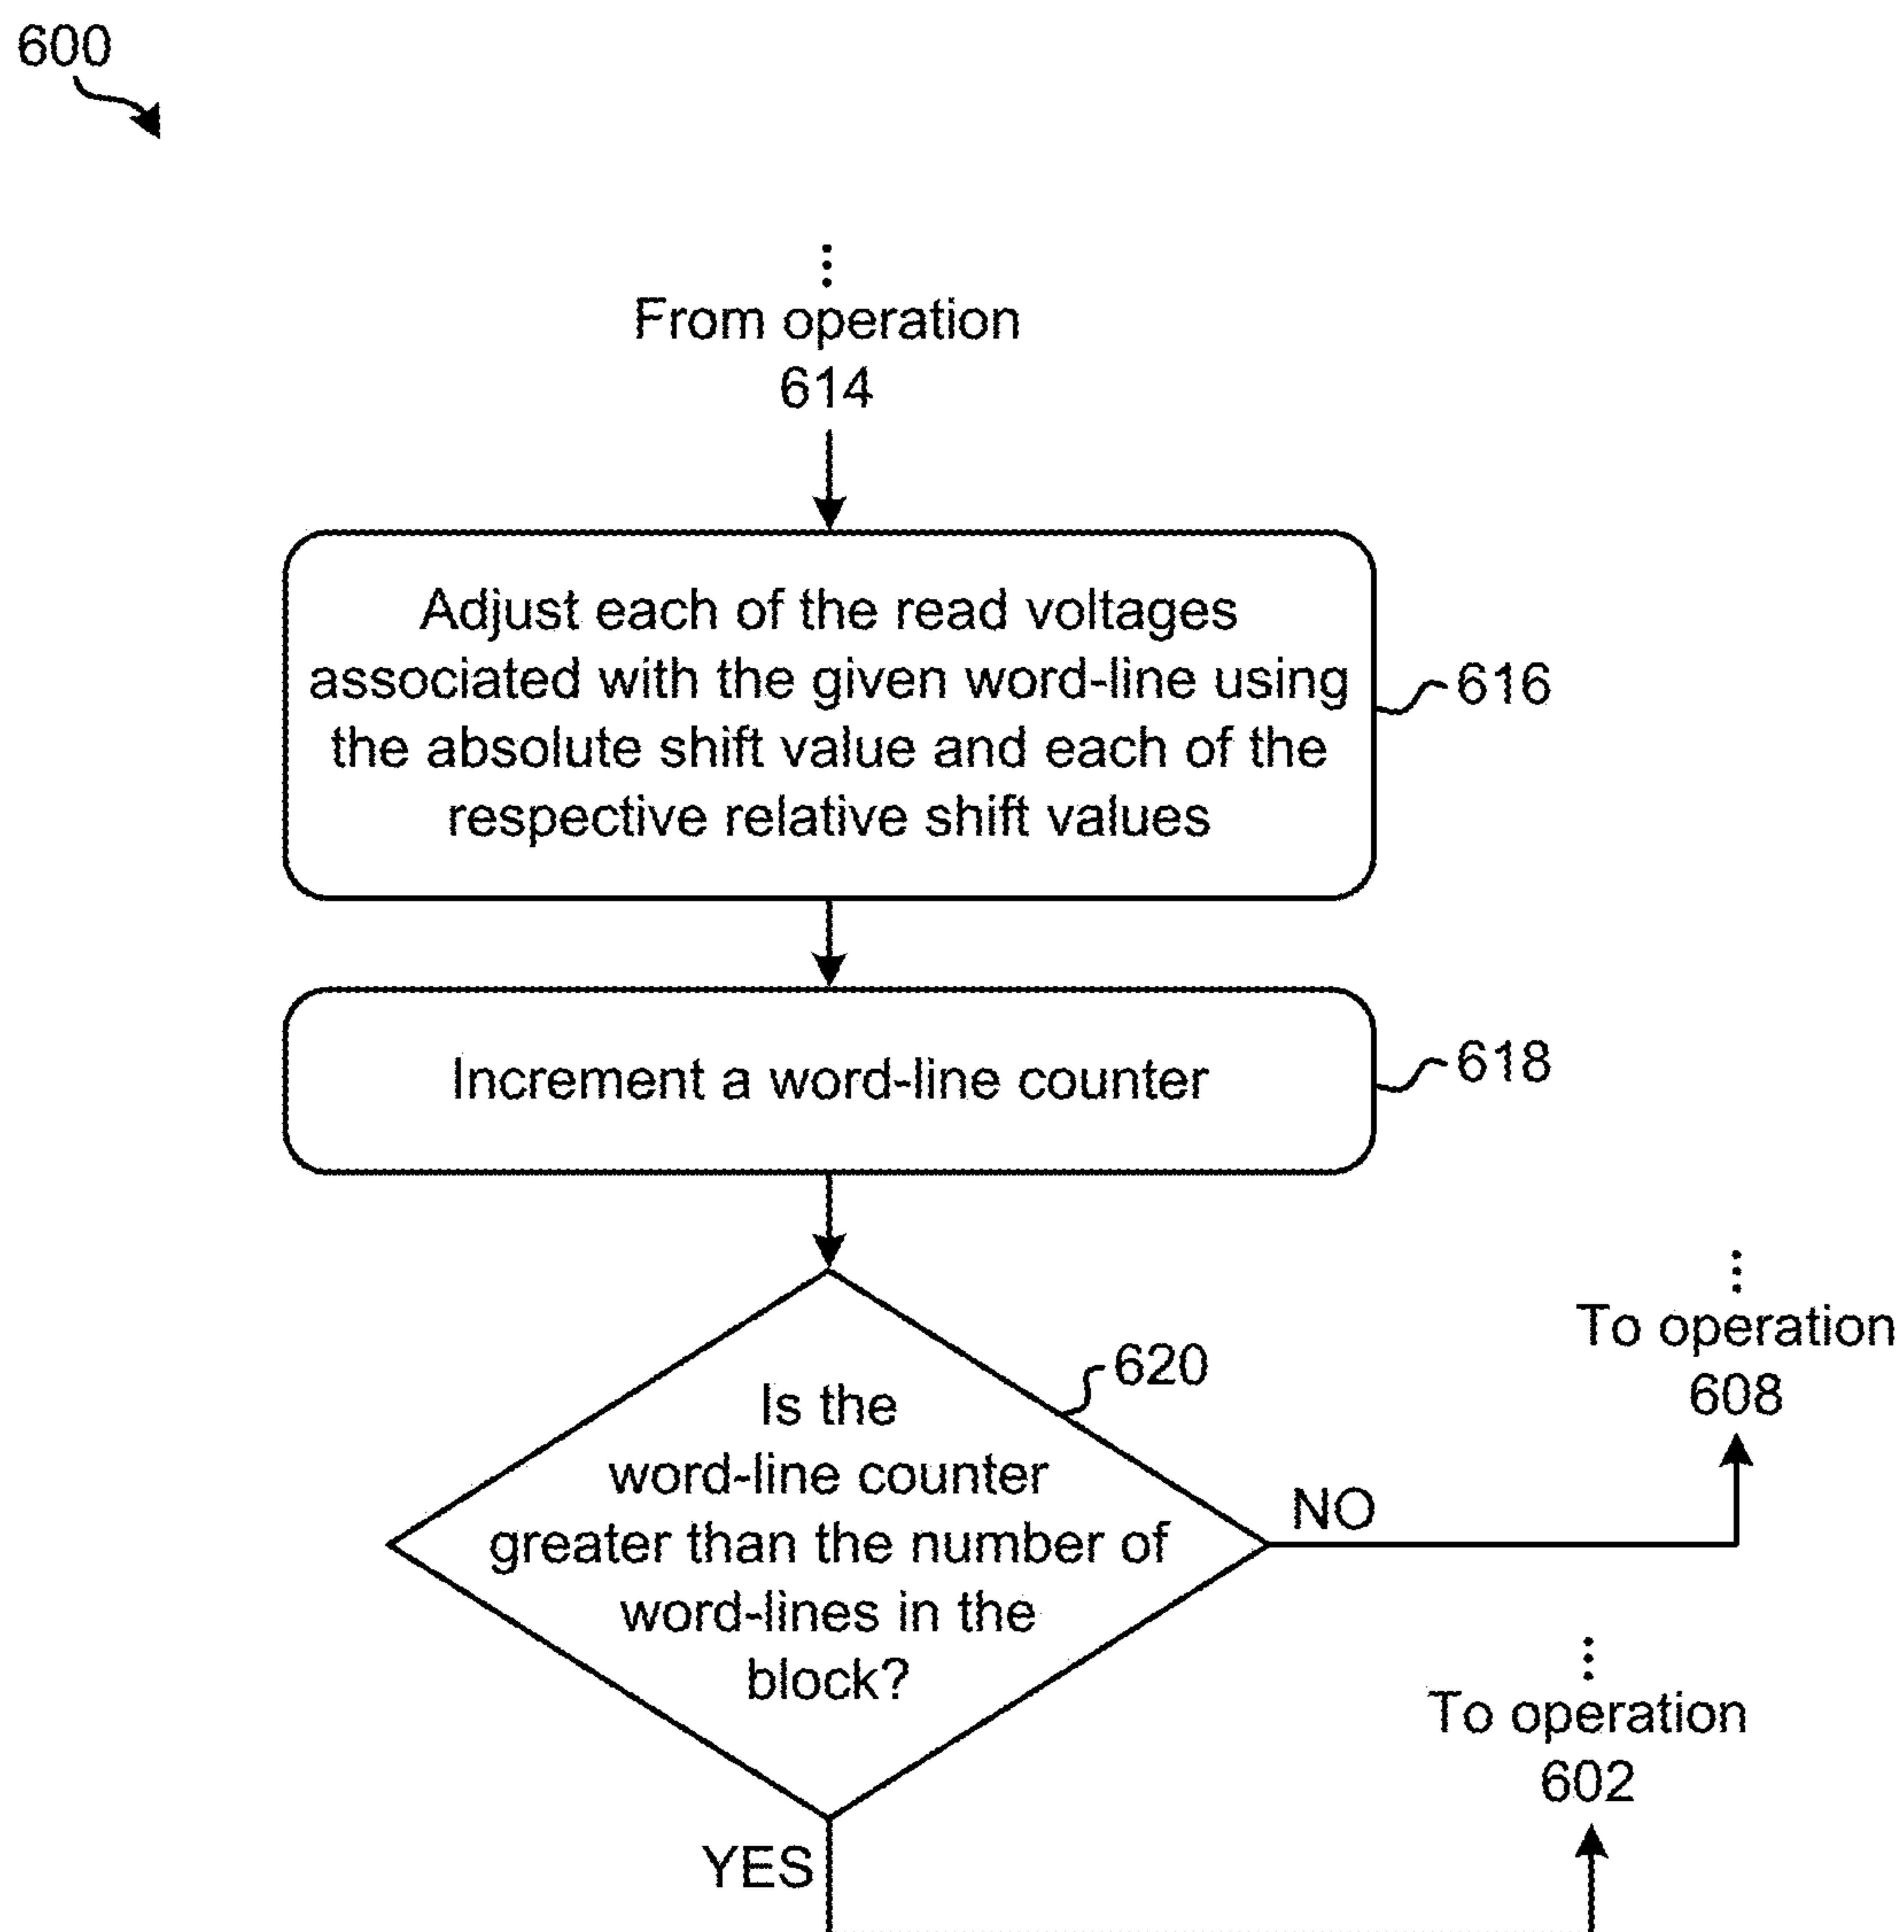 600
From operation
614
Adjust each of the read voltages
associated with the given word-line using
the absolute shift value and each of the
respective relative shift values
616
Increment a word-line counter
618
620
Is the
word-line counter
greater than the number of
word-lines in the
block?
NO
To operation
608
YES
To operation
602